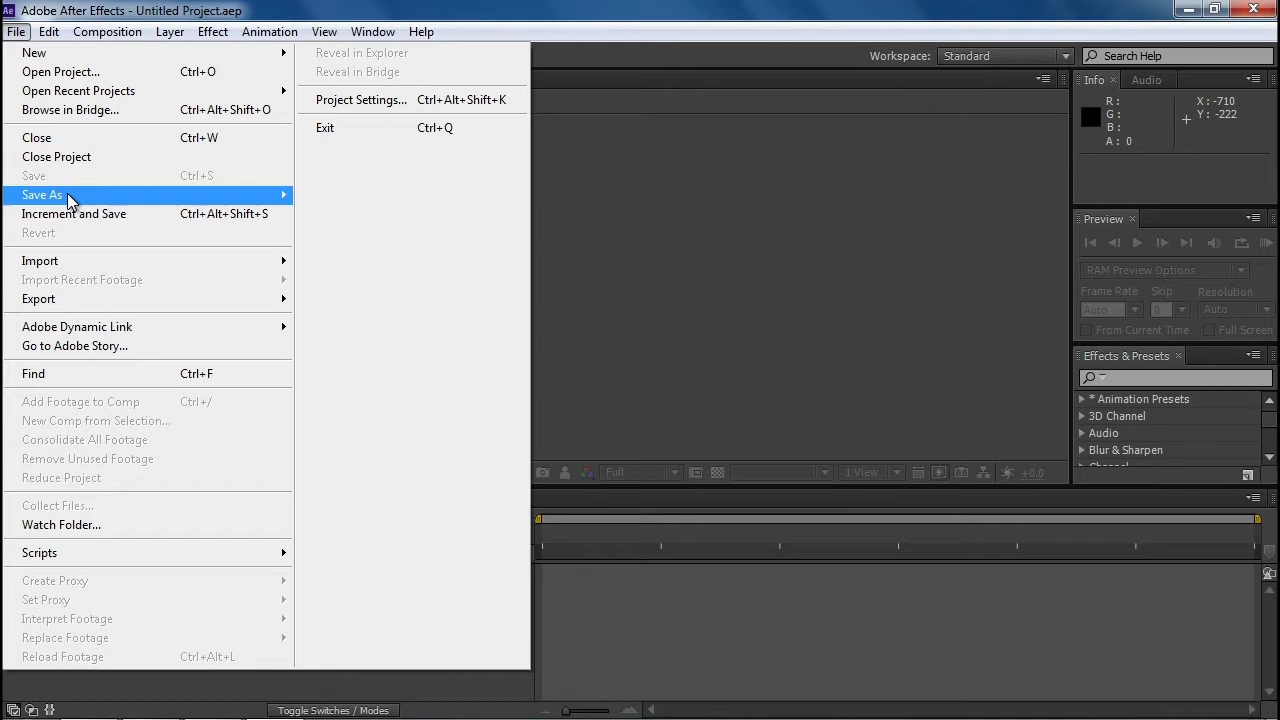 Ae Adobe After Effects - Untitled Project.aep
File Edit Composition Layer Effect Animation View Window Help
New
Open Project... Ctrl+O
Open Recent Projects
Browse in Bridge... Ctrl+Alt+Shift+O
Close Ctrl+W
Close Project
Save Ctrl+S
Save As
Increment and Save Ctrl+Alt+Shift+S
Revert
Import
Import Recent Footage
Export
Adobe Dynamic Link
Go to Adobe Story...
Find Ctrl+F
Add Footage to Comp Ctrl+/
New Comp from Selection...
Consolidate All Footage
Remove Unused Footage
Reduce Project
Collect Files...
Watch Folder...
Scripts
Create Proxy
Set Proxy
Interpret Footage
Replace Footage
Reload Footage Ctrl+Alt+L
Reveal in Explorer
Reveal in Bridge
Project Settings... Ctrl+Alt+Shift+K
Exit Ctrl+Q
Workspace: Standard
Search Help
Info Audio
R :
G :
B :
A : 0
X : -710
Y : -222
Preview
RAM Preview Options
Frame Rate Skip Resolution
Auto 0 Auto
From Current Time Full Screen
Effects & Presets
* Animation Presets
3D Channel
Audio
Blur & Sharpen
Channel
Full 1 View +0.0
Toggle Switches / Modes